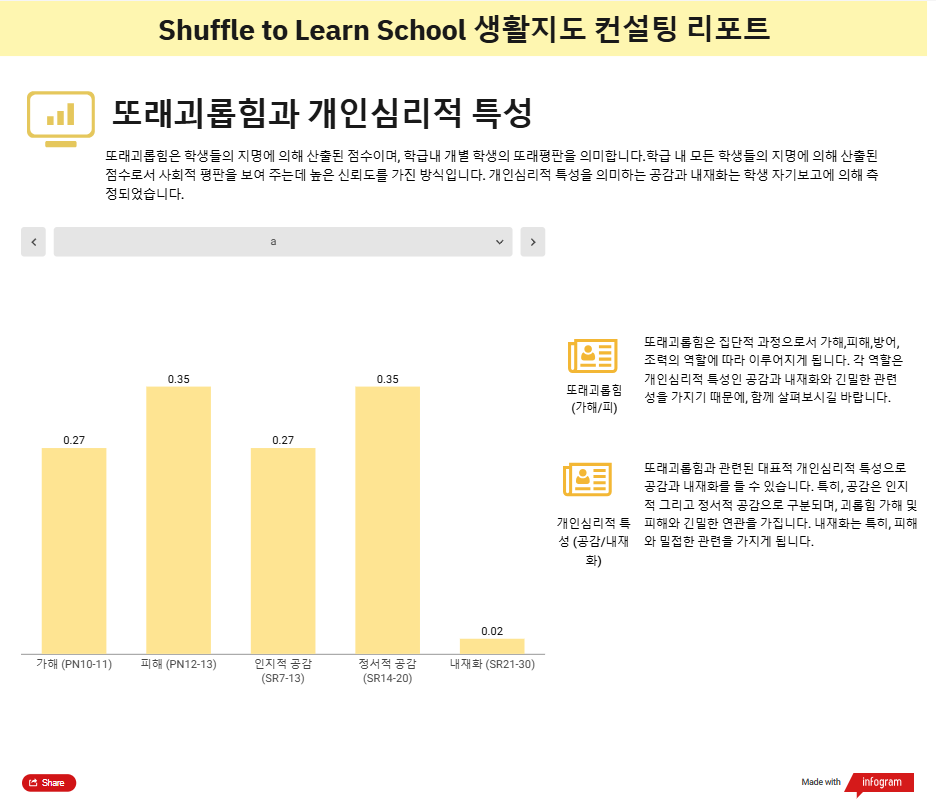 Shuffle to Learn School 생활지도 컨설팅 리포트
또래괴롭힘과 개인심리적 특성
또래괴롭힘은 학생들의 지명에 의해 산출된 점수이며, 학급내 개별 학생의 또래평판을 의미합니다.학급 내 모든 학생들의 지명에 의해 산출된
점수로서 사회적 평판을 보여 주는데 높은 신뢰도를 가진 방식입니다. 개인심리적 특성을 의미하는 공감과 내재화는 학생 자기보고에 의해 측
정되었습니다.
a
0.27
0.35
0.27
0.35
0.02
가해 (PN10-11)
피해 (PN12-13)
인지적 공감
(SR7-13)
정서적 공감
(SR14-20)
내재화 (SR21-30)
또래괴롭힘
(가해/피)
또래괴롭힘은 집단적 과정으로서 가해,피해,방어,
조력의 역할에 따라 이루어지게 됩니다. 각 역할은
개인심리적 특성인 공감과 내재화와 긴밀한 관련
성을 가지기 때문에, 함께 살펴보시길 바랍니다.
개인심리적 특
성 (공감/내재
화)
또래괴롭힘과 관련된 대표적 개인심리적 특성으로
공감과 내재화를 들 수 있습니다. 특히, 공감은 인지
적 그리고 정서적 공감으로 구분되며, 괴롭힘 가해 및
피해와 긴밀한 연관을 가집니다. 내재화는 특히, 피해
와 밀접한 관련을 가지게 됩니다.
Share
Made with
infogram